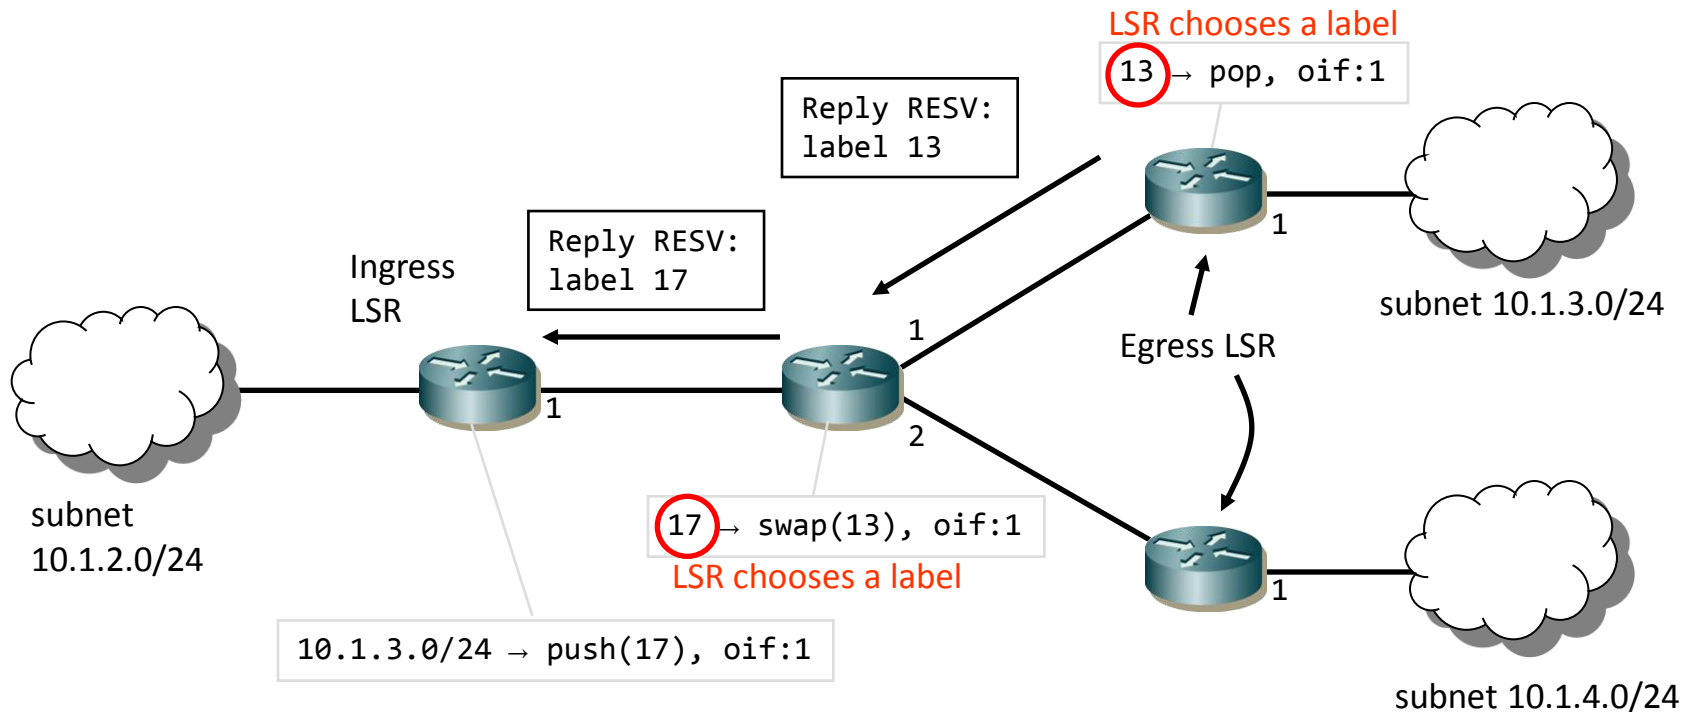 LSR chooses a label
13 → pop, oif:1
Reply RESV:
label 13
1
subnet 10.1.3.0/24
Reply RESV:
label 17
Ingress
LSR
1
Egress LSR
1
2
subnet
10.1.2.0/24
17 → swap(13), oif:1
LSR chooses a label
1
10.1.3.0/24 → push(17), oif:1
subnet 10.1.4.0/24